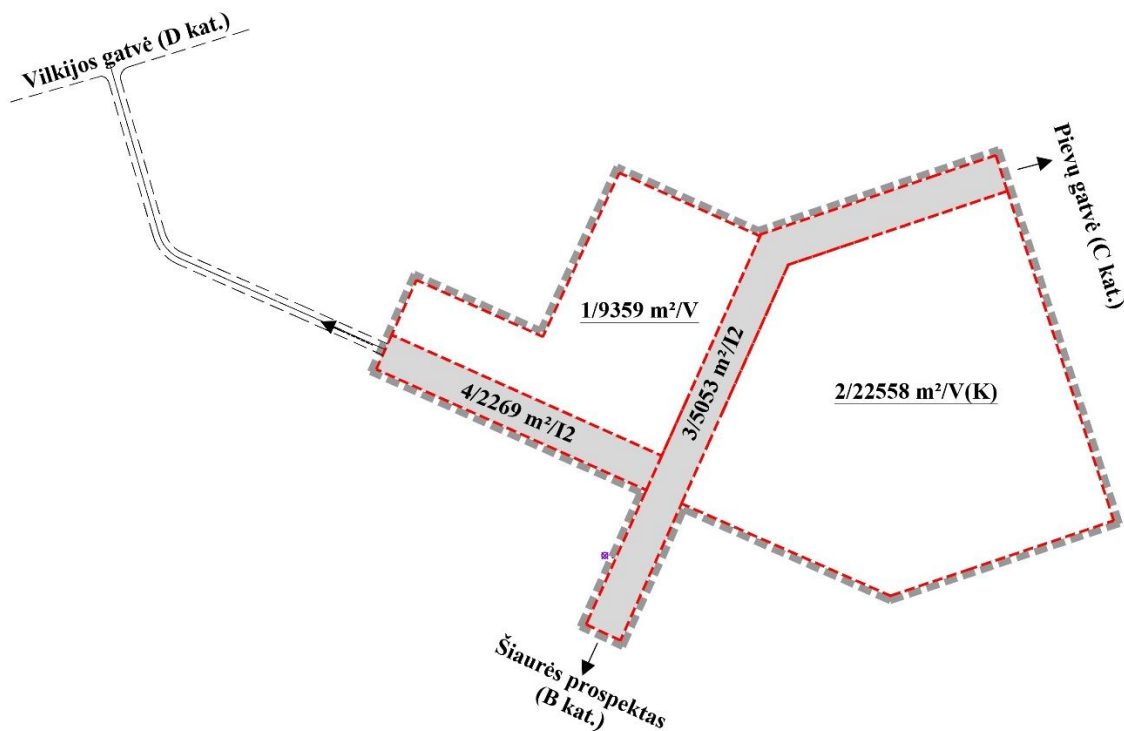 Vilkijos gatvė (D kat.)
Pievų gatvė (C kat.)
1/9359 m²/V
3/5053 m²/I2
2/22558 m²/V(K)
4/2269 m²/I2
Šiaurės prospektas
(B kat.)